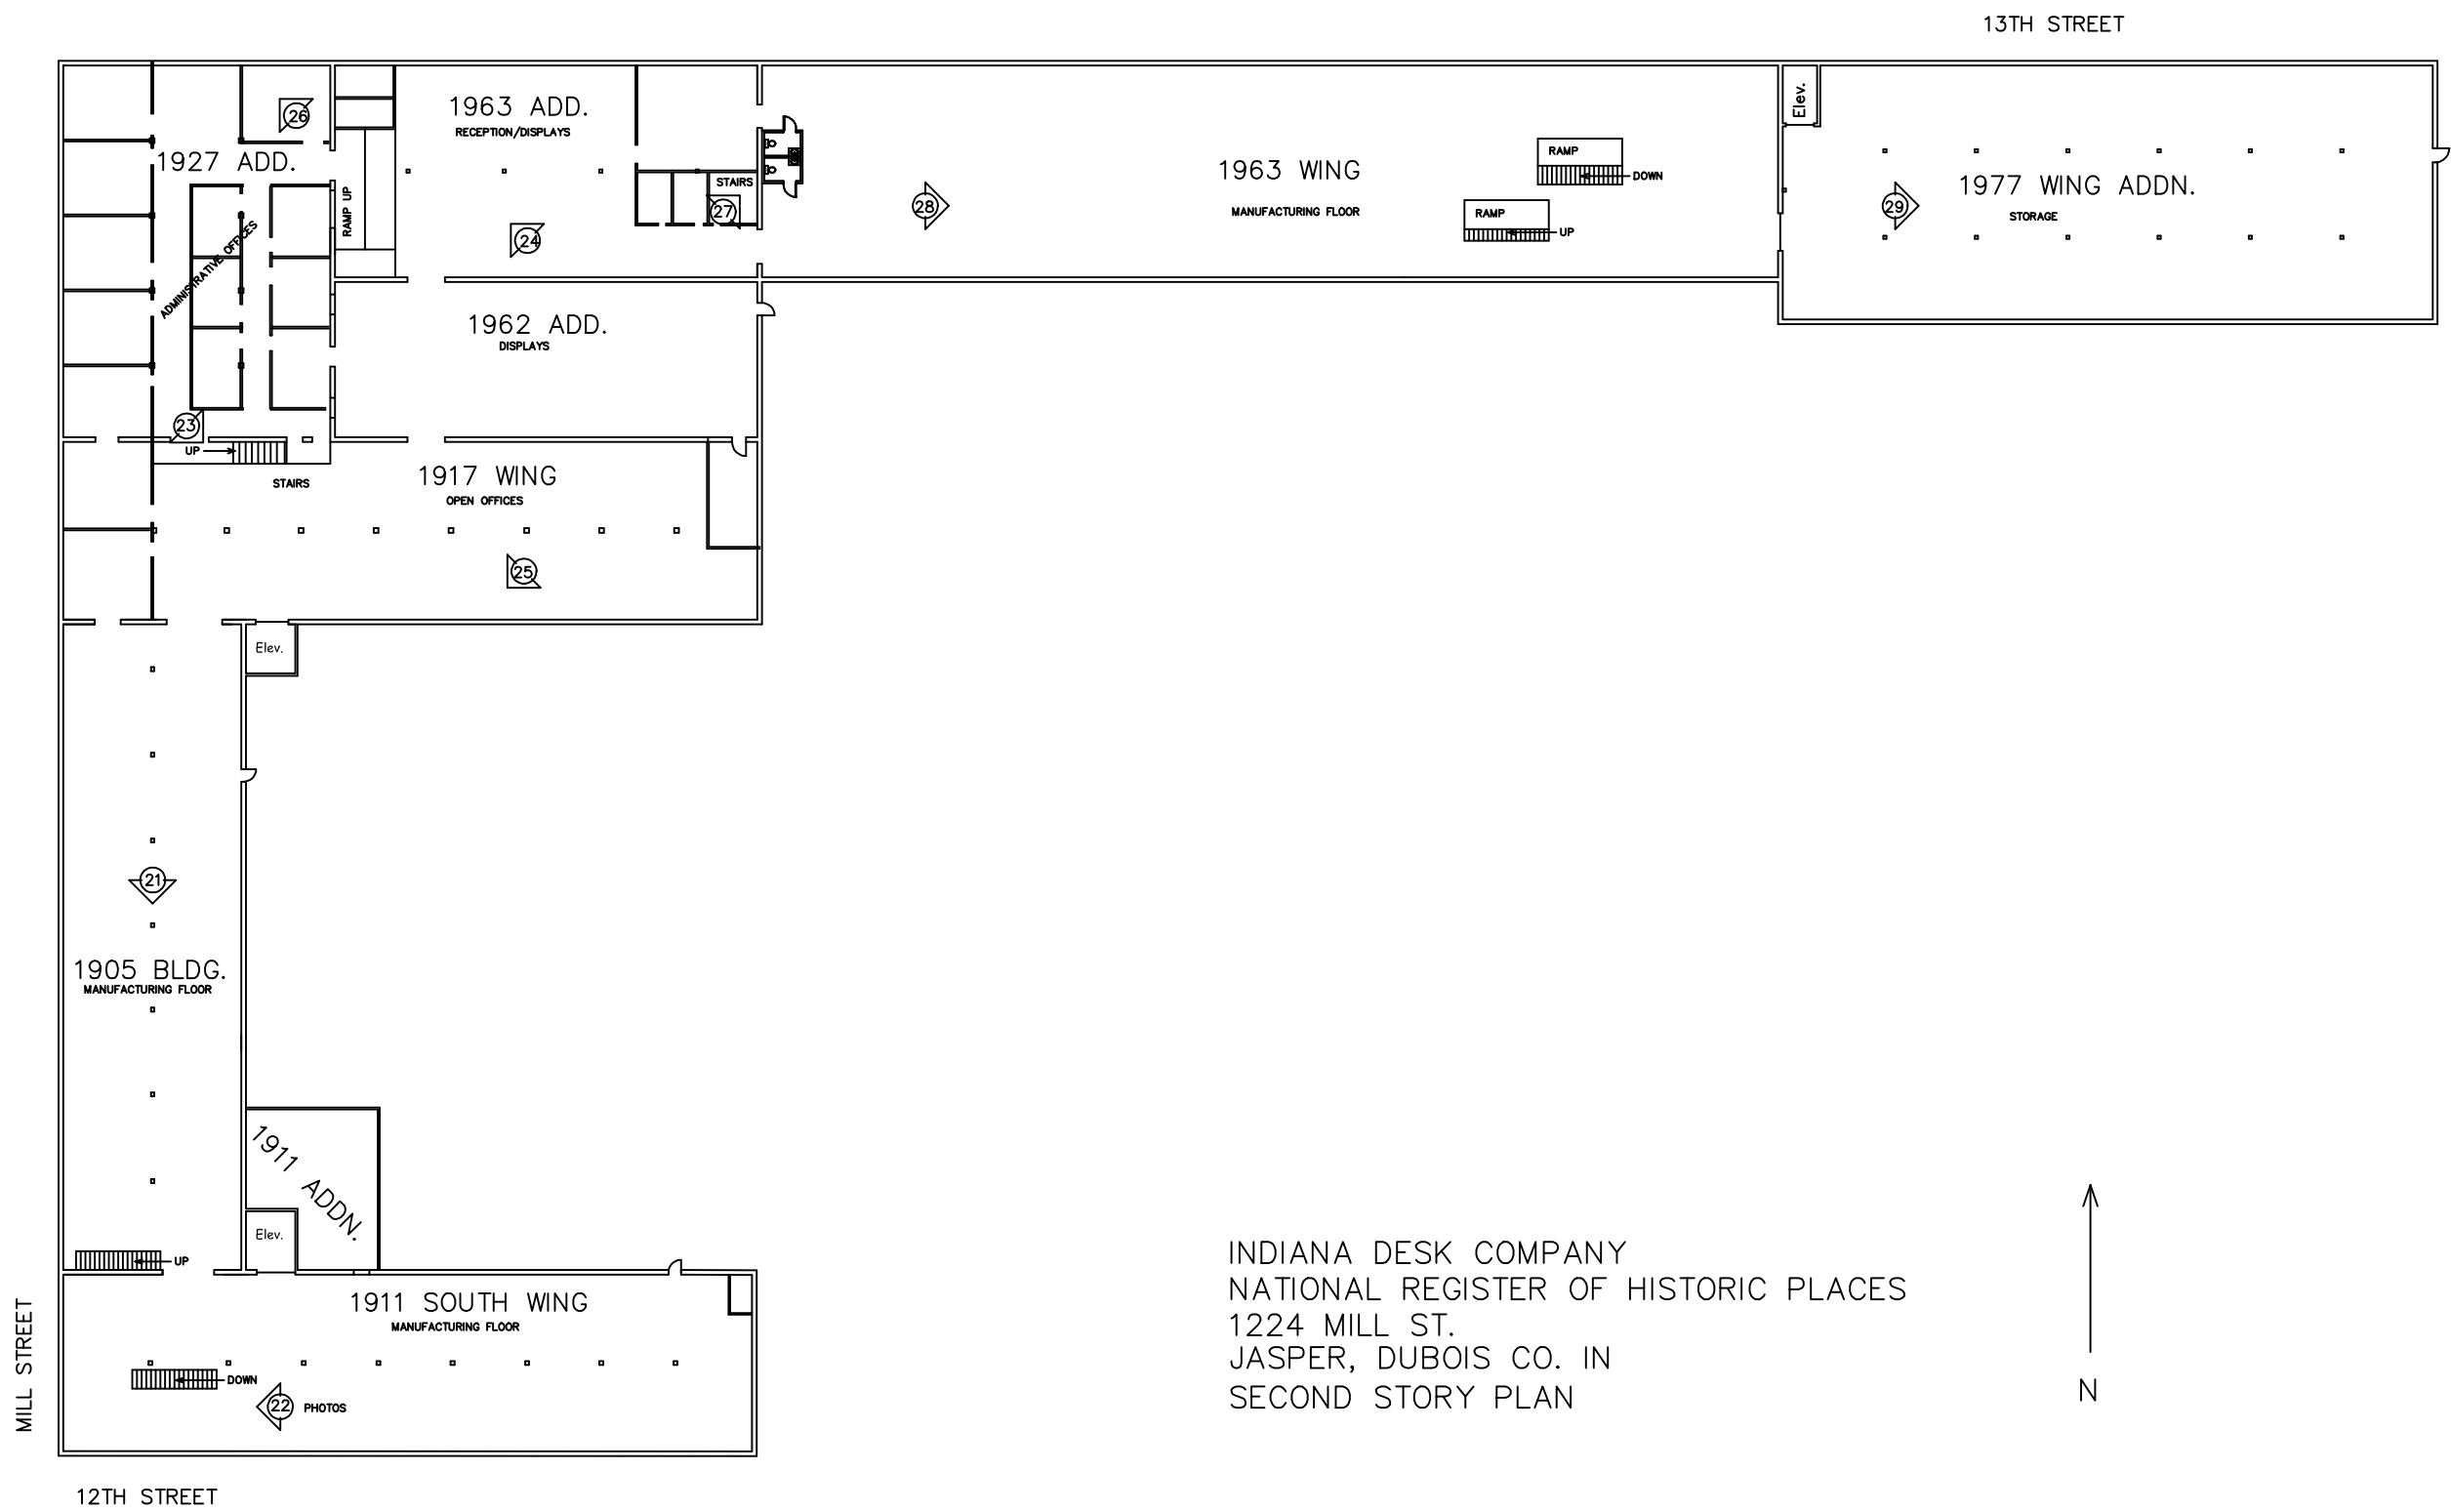 13TH STREET
Elev.
26
1963 ADD.
RECEPTION/DISPLAYS
1927 ADD.
RAMP UP
STAIRS
27
24
28
1963 WING
MANUFACTURING FLOOR
RAMP
DOWN
RAMP
UP
29
1977 WING ADDN.
STORAGE
ADMINISTRATIVE OFFICES
1962 ADD.
DISPLAYS
23
UP
STAIRS
1917 WING
OPEN OFFICES
25
Elev.
21
1905 BLDG.
MANUFACTURING FLOOR
1911 ADDN.
Elev.
UP
1911 SOUTH WING
MANUFACTURING FLOOR
DOWN
22
PHOTOS
MILL STREET
12TH STREET
INDIANA DESK COMPANY
NATIONAL REGISTER OF HISTORIC PLACES
1224 MILL ST.
JASPER, DUBOIS CO. IN
SECOND STORY PLAN
N